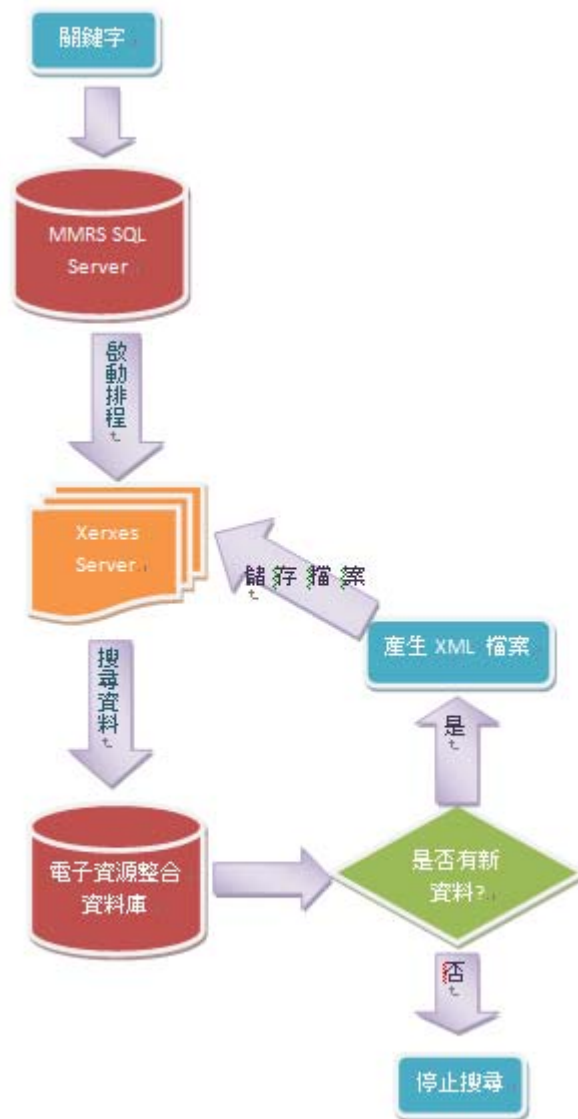 關鍵字
MMRS SQL
Server
啟動排程
Xerxes
Server
儲存檔案
產生 XML 檔案
搜尋資料
是
電子資源整合
資料庫
是否有新
資料?
否
停止搜尋